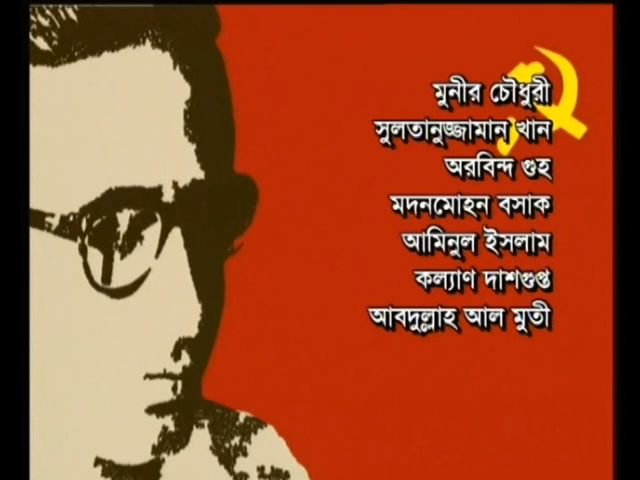 মুনীর চৌধুরী
সুলতানুজ্জামান খান
অরবিন্দ গুহ
মদনমোহন বসাক
আমিনুল ইসলাম
কল্যাণ দাশগুপ্ত
আবদুল্লাহ আল মুতী